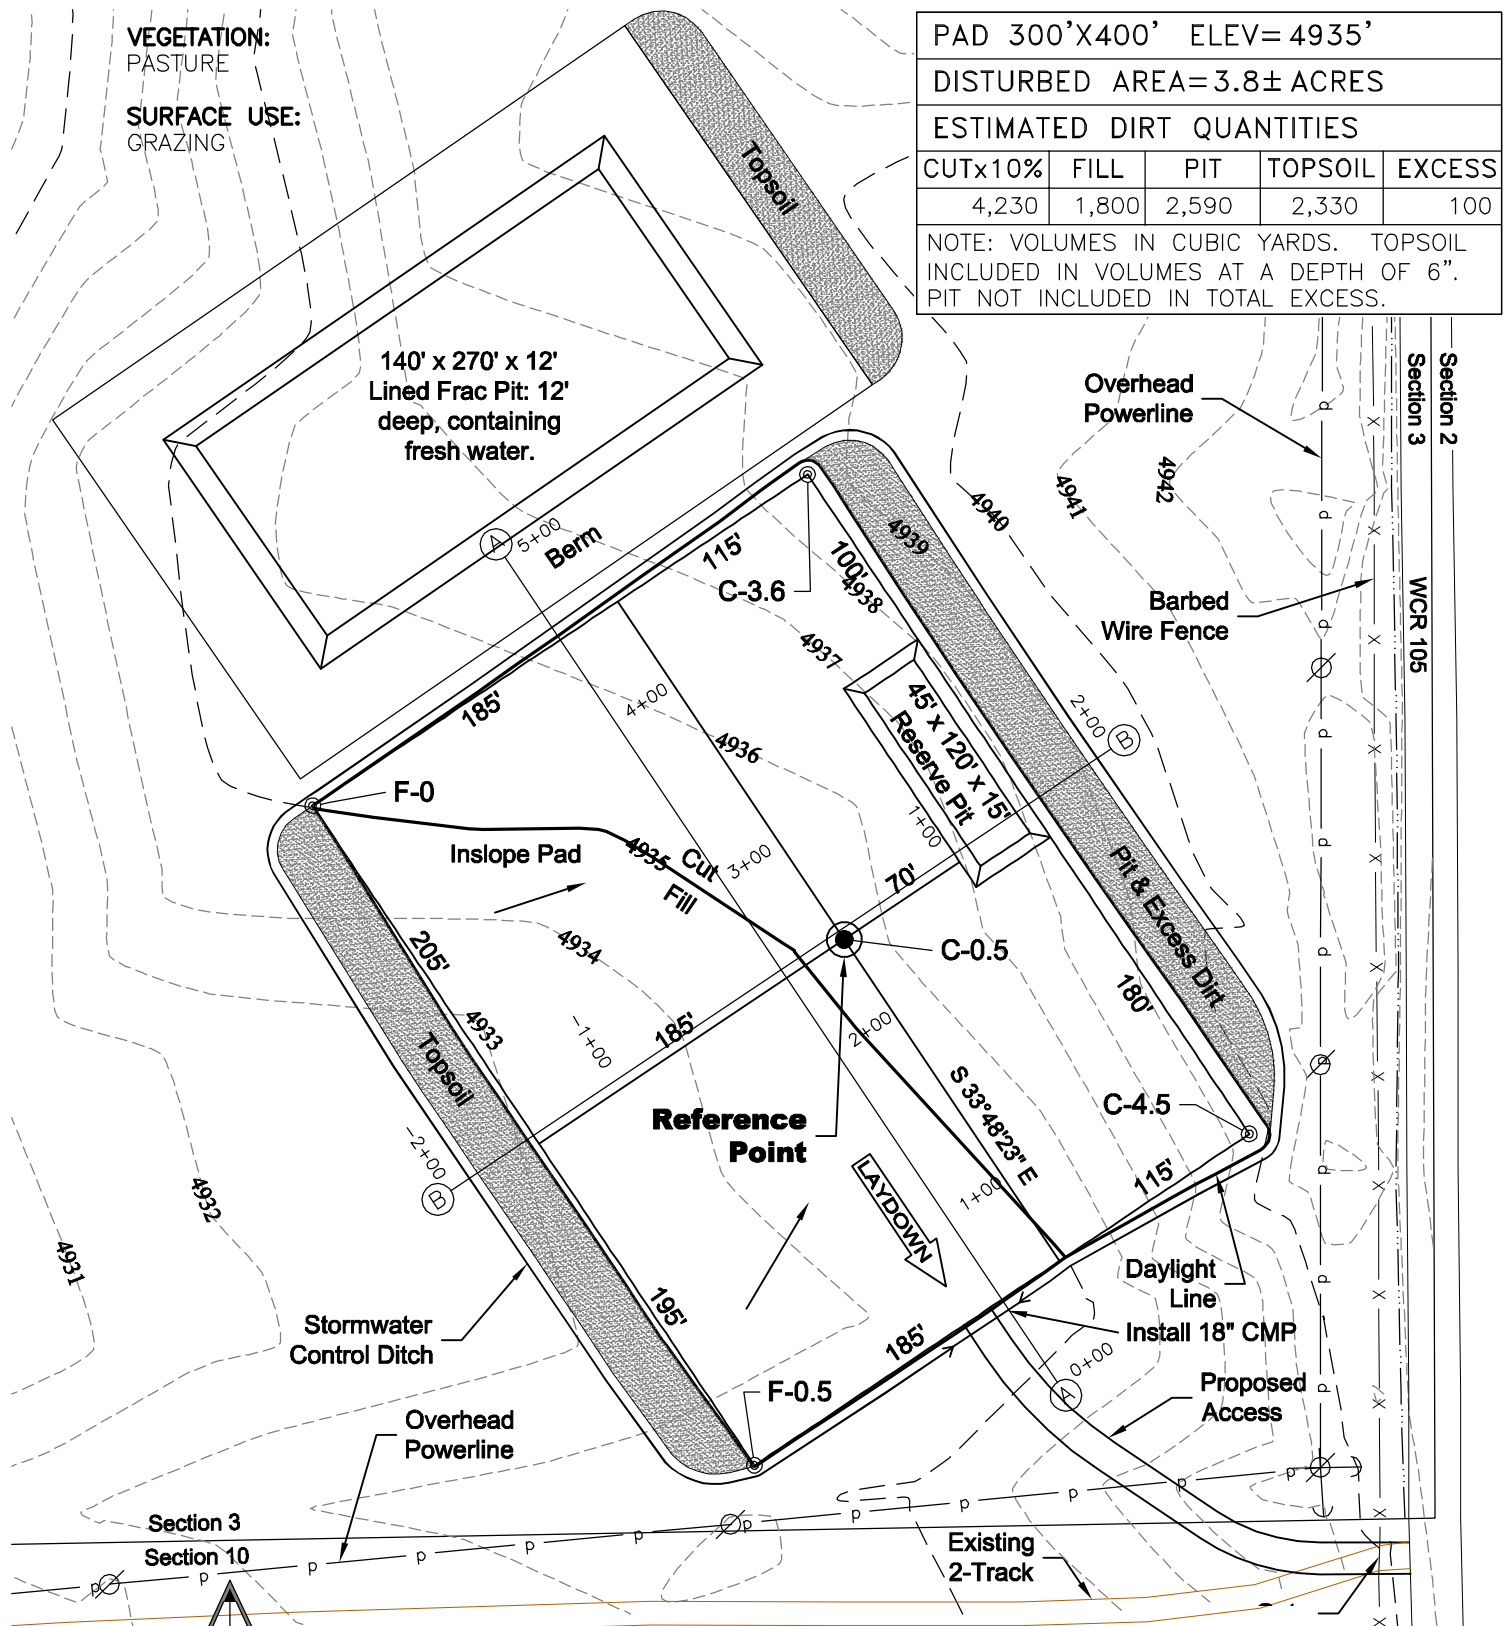 VEGETATION:
PASTURE
SURFACE USE:
GRAZING
PAD 300'X400' ELEV=4935'
DISTURBED AREA=3.8± ACRES
ESTIMATED DIRT QUANTITIES
CUTx10% FILL PIT TOPSOIL EXCESS
4,230 1,800 2,590 2,330 100
NOTE: VOLUMES IN CUBIC YARDS. TOPSOIL
INCLUDED IN VOLUMES AT A DEPTH OF 6".
PIT NOT INCLUDED IN TOTAL EXCESS.
Topsoil
140' x 270' x 12'
Lined Frac Pit: 12'
deep, containing
fresh water.
Overhead
Powerline
Section 3
Section 2
4942
4941
4940
4939
A
5+00
Berm
115'
100'
C-3.6
4938
4937
Barbed
Wire Fence
WCR 105
185'
4+00
4936
45' x 120' x 15'
Reserve Pit
2+00
B
F-0
1+00
Inslope Pad
4935
Cut
Fill
3+00
70'
Pit & Excess Dirt
205'
4934
C-0.5
180'
4933
-1+00
185'
2+00
Topsoil
S 33°48'23" E
C-4.5
Reference
Point
-2+00
B
LAYDOWN
1+00
115'
4932
4931
Daylight
Line
195'
Stormwater
Control Ditch
185'
Install 18" CMP
0+00
A
F-0.5
Proposed
Access
Overhead
Powerline
Section 3
Section 10
Existing
2-Track